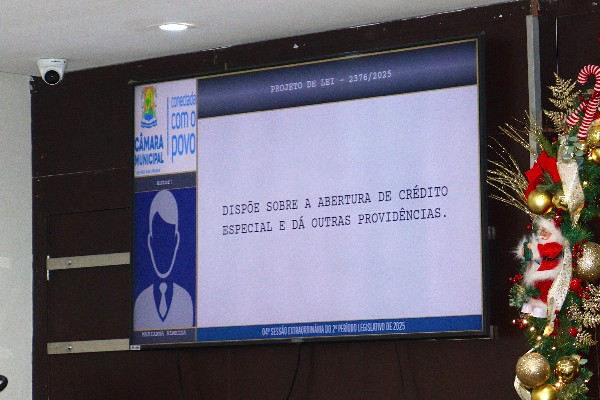 PROJETO DE LEI - 2376/2025
CÂMARA
MUNICIPAL
conectada
com o
povo
DISPÕE SOBRE A ABERTURA DE CRÉDITO
ESPECIAL E DÁ OUTRAS PROVIDÊNCIAS.
04ª SESSÃO EXTRAORDINÁRIA DO 2º PERÍODO LEGISLATIVO DE 2025